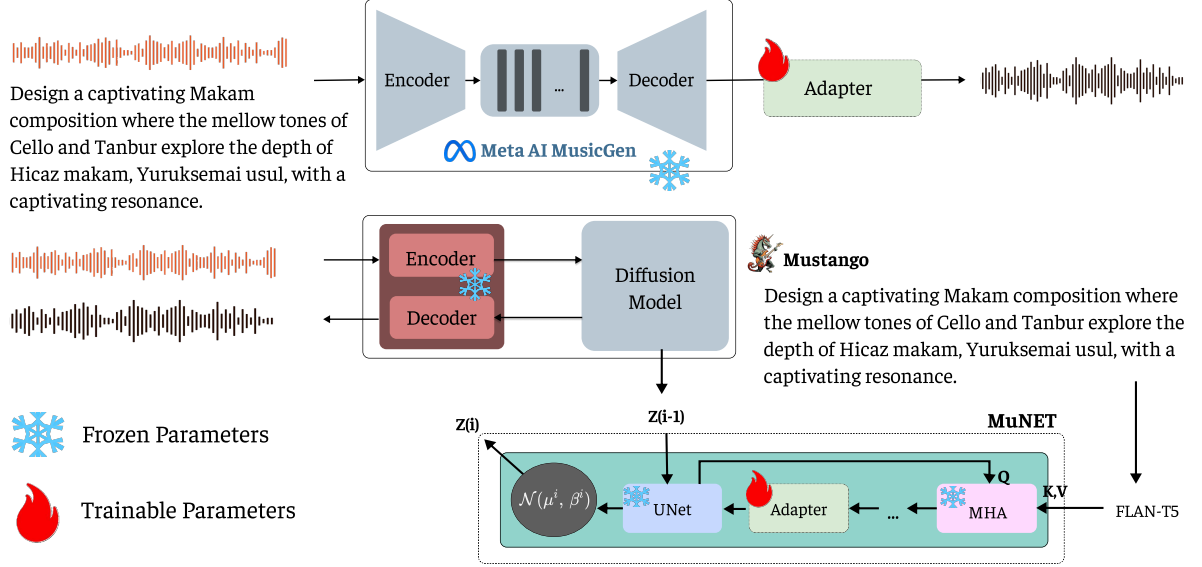 Design a captivating Makam
composition where the mellow tones of
Cello and Tanbur explore the depth of
Hicaz makam, Yuruksemai usul, with a
captivating resonance.
Encoder
...
Decoder
Meta AI MusicGen
Adapter
Encoder
Decoder
Diffusion
Model
Mustango
Design a captivating Makam composition where
the mellow tones of Cello and Tanbur explore the
depth of Hicaz makam, Yuruksemai usul, with a
captivating resonance.
Frozen Parameters
Trainable Parameters
MuNET
Z(i)
Z(i-1)
𝒩(μⁱ, βⁱ)
UNet
Adapter
...
Q
MHA
K,V
FLAN-T5